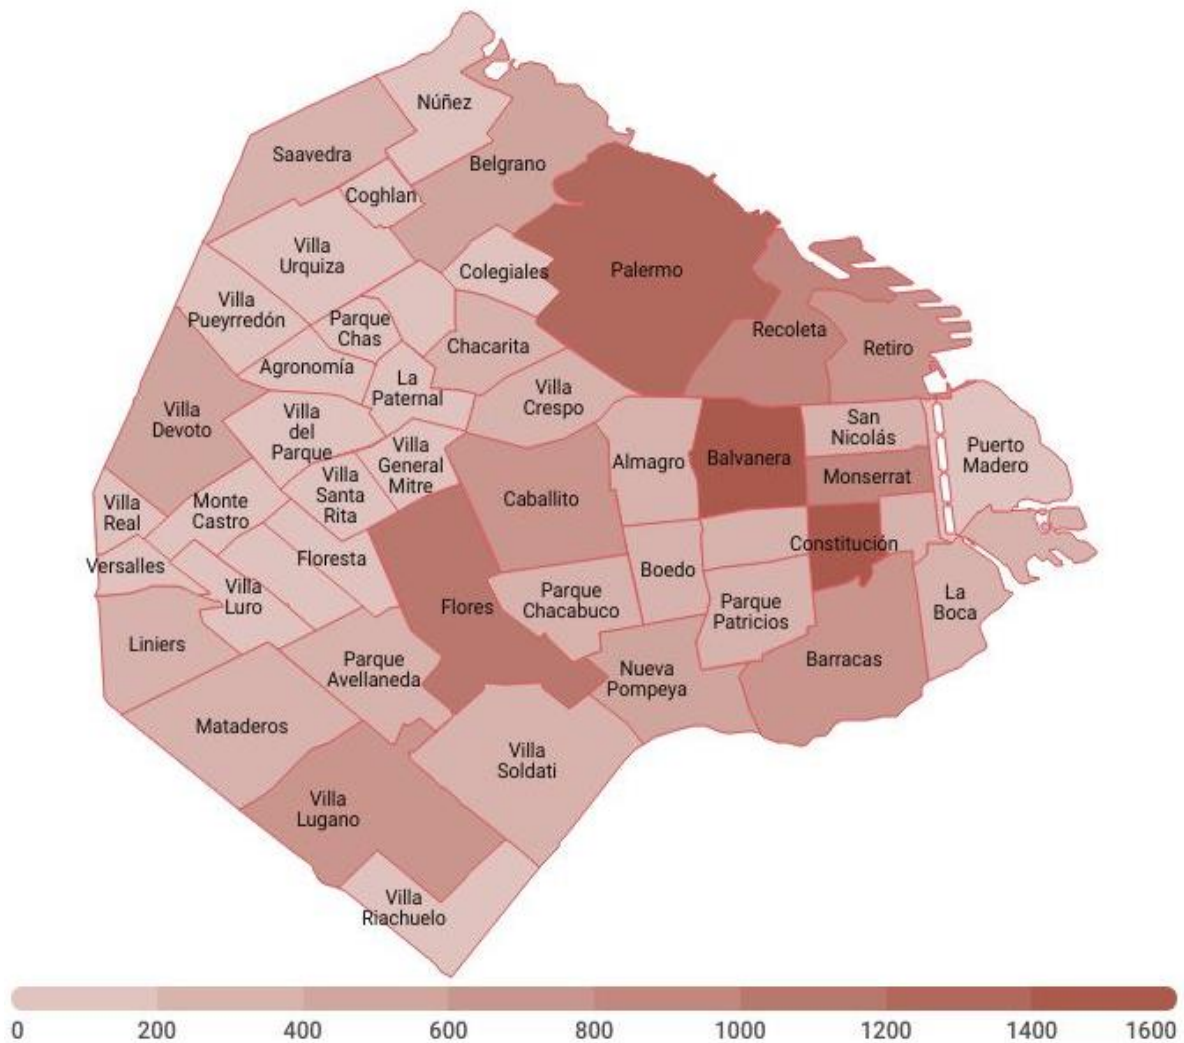 Núñez
Saavedra
Belgrano
Coghlan
Villa
Urquiza
Colegiales
Palermo
Villa
Pueyrredón
Parque
Chas
Chacarita
Recoleta
Retiro
Agronomía
La
Paternal
Villa
Crespo
Villa
Devoto
Villa
del
Parque
San
Nicolás
Puerto
Madero
Villa
General
Mitre
Almagro
Balvanera
Monserrat
Villa
Santa
Rita
Villa
Real
Monte
Castro
Caballito
Constitución
Versalles
Floresta
Boedo
Villa
Luro
Flores
Parque
Chacabuco
Parque
Patricios
La
Boca
Liniers
Parque
Avellaneda
Nueva
Pompeya
Barracas
Mataderos
Villa
Soldati
Villa
Lugano
Villa
Riachuelo
0 200 400 600 800 1000 1200 1400 1600